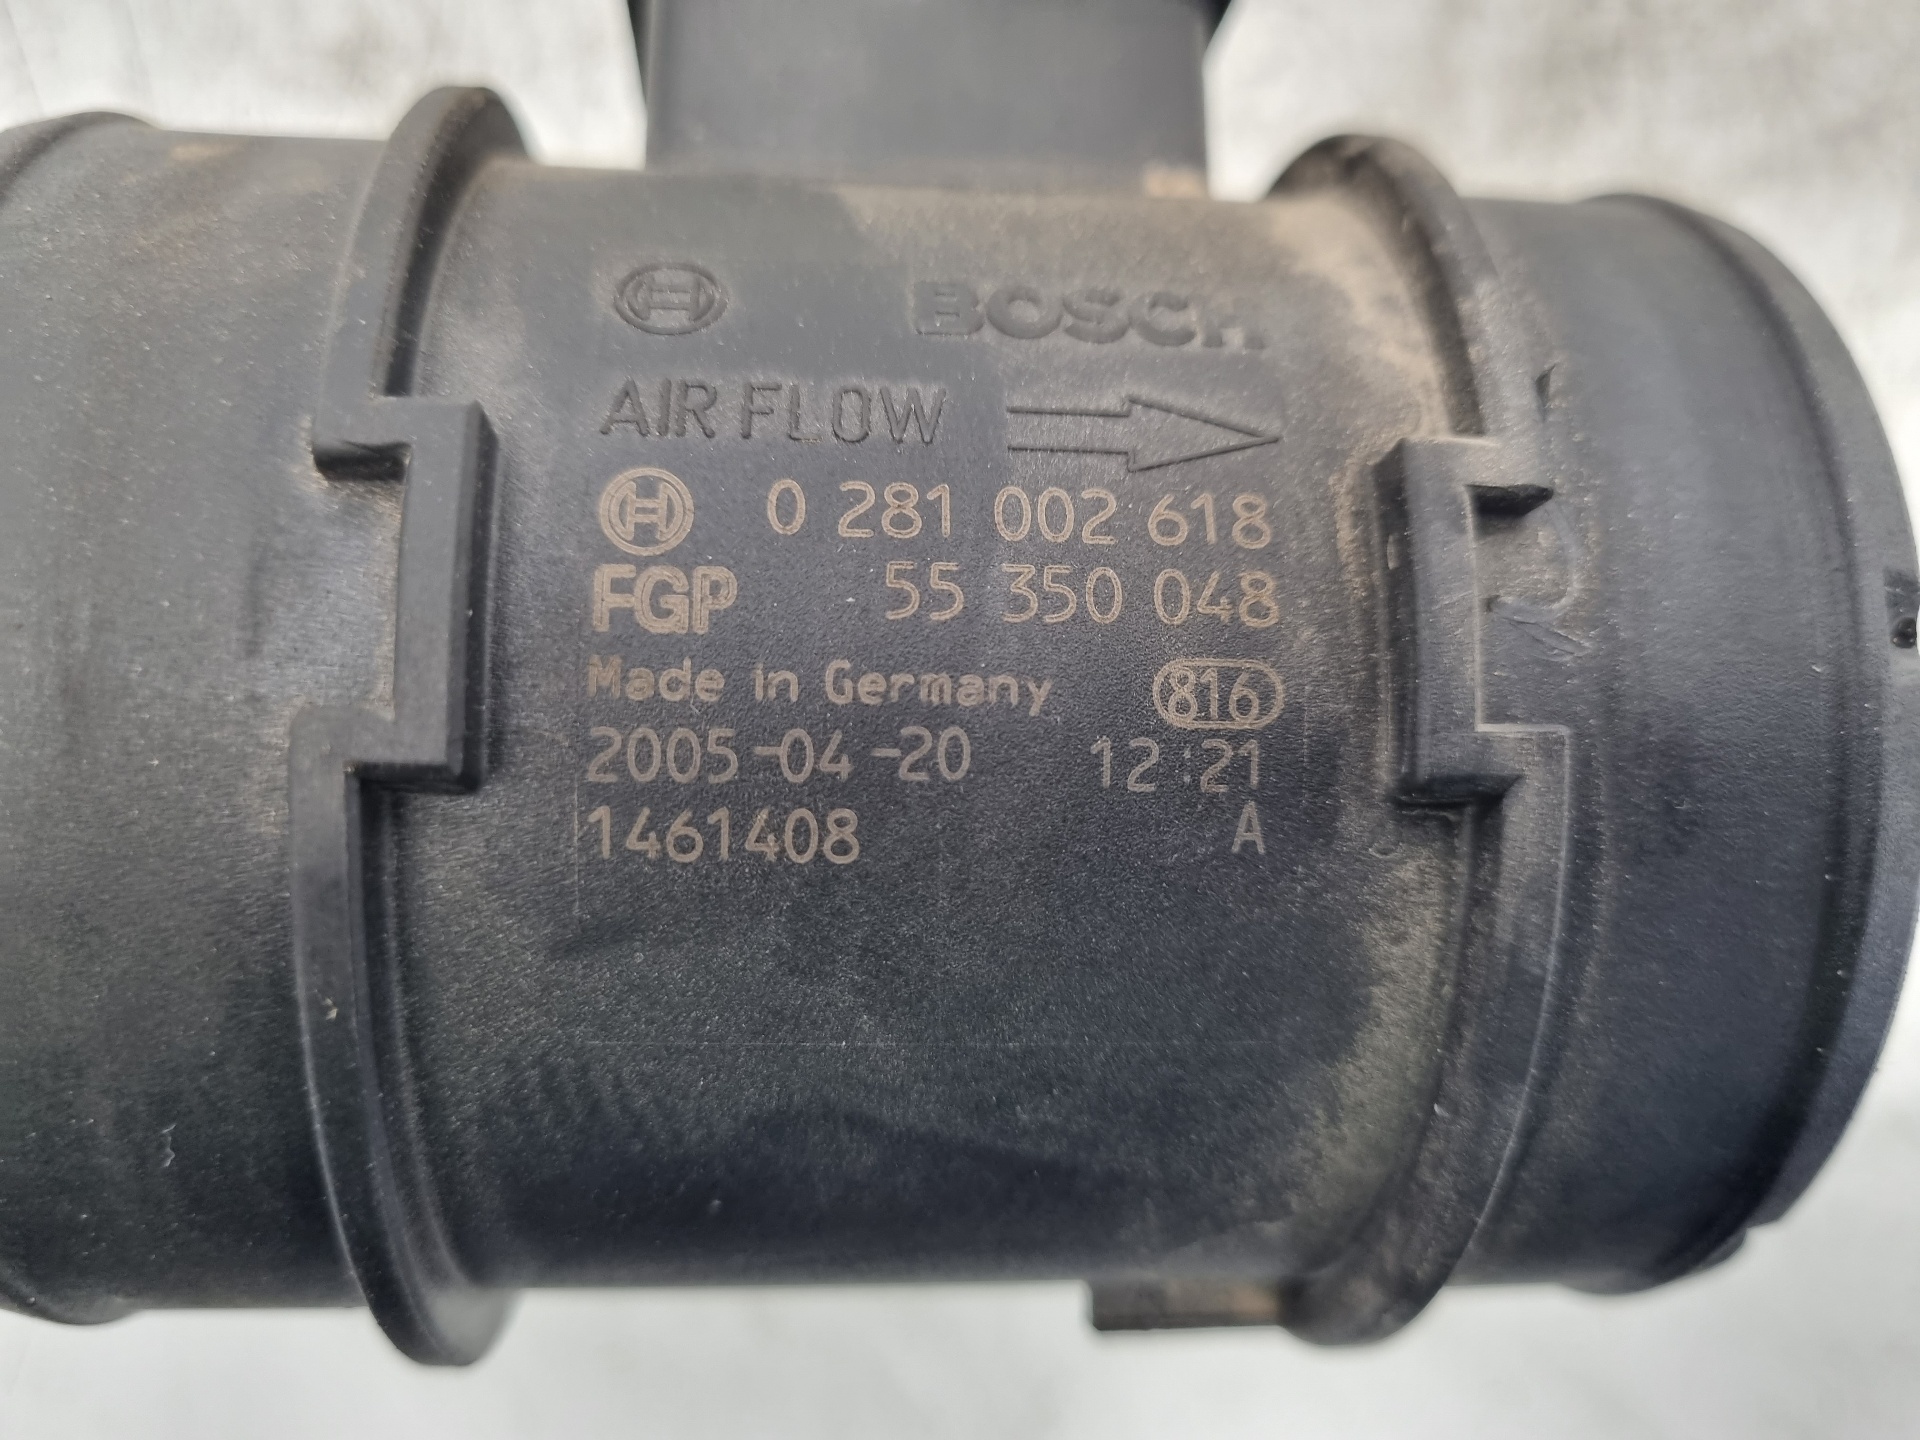 BOSCH
AIR FLOW
0 281 002 618
FGP 55 350 048
Made in Germany 816
2005-04-20 12:21
1461408 A